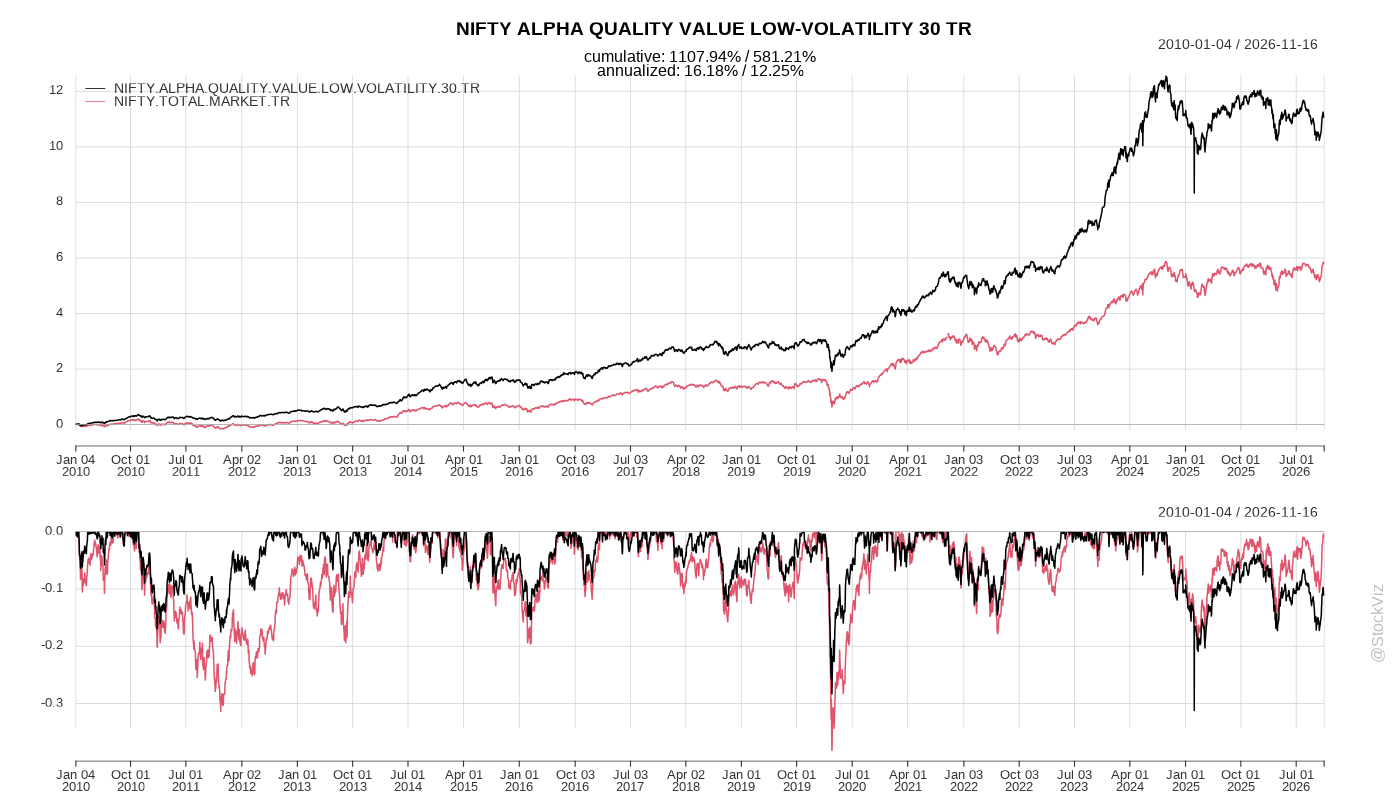 NIFTY ALPHA QUALITY VALUE LOW-VOLATILITY 30 TR
2010-01-04 / 2026-11-16
cumulative: 1107.94% / 581.21%
annualized: 16.18% / 12.25%
NIFTY.ALPHA.QUALITY.VALUE.LOW.VOLATILITY.30.TR
NIFTY.TOTAL.MARKET.TR
12
10
8
6
4
2
0
Jan 04 Oct 01 Jul 01 Apr 02 Jan 01 Oct 01 Jul 01 Apr 01 Jan 01 Oct 03 Jul 03 Apr 02 Jan 01 Oct 01 Jul 01 Apr 01 Jan 03 Oct 03 Jul 03 Apr 01 Jan 01 Oct 01 Jul 01
2010 2010 2011 2012 2013 2013 2014 2015 2016 2016 2017 2018 2019 2019 2020 2021 2022 2022 2023 2024 2025 2025 2026
2010-01-04 / 2026-11-16
0.0
-0.1
-0.2
-0.3
Jan 04 Oct 01 Jul 01 Apr 02 Jan 01 Oct 01 Jul 01 Apr 01 Jan 01 Oct 03 Jul 03 Apr 02 Jan 01 Oct 01 Jul 01 Apr 01 Jan 03 Oct 03 Jul 03 Apr 01 Jan 01 Oct 01 Jul 01
2010 2010 2011 2012 2013 2013 2014 2015 2016 2016 2017 2018 2019 2019 2020 2021 2022 2022 2023 2024 2025 2025 2026
@StockViz